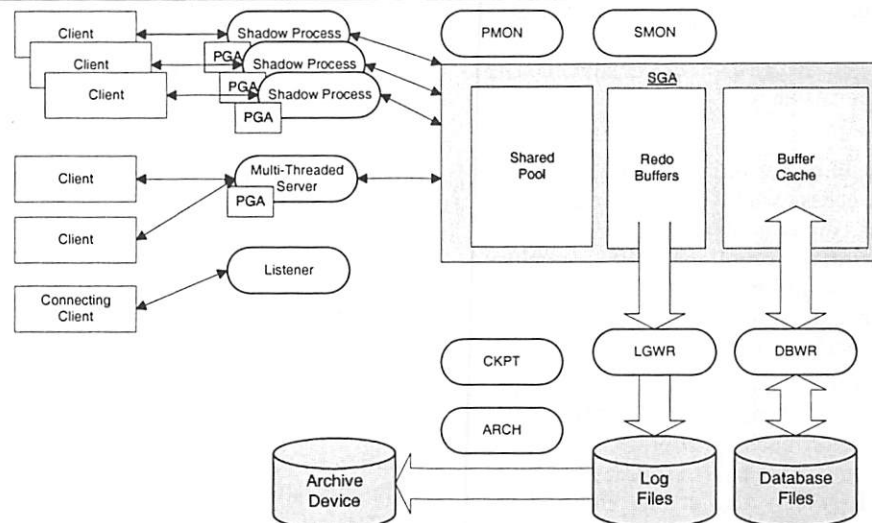 Client
Shadow Process
PMON
SMON
PGA
Client
Shadow Process
SGA
PGA
Client
Shadow Process
PGA
Shared
Pool
Redo
Buffers
Buffer
Cache
Client
Multi-Threaded
Server
PGA
Client
Listener
Connecting
Client
CKPT
LGWR
DBWR
ARCH
Archive
Device
Log
Files
Database
Files